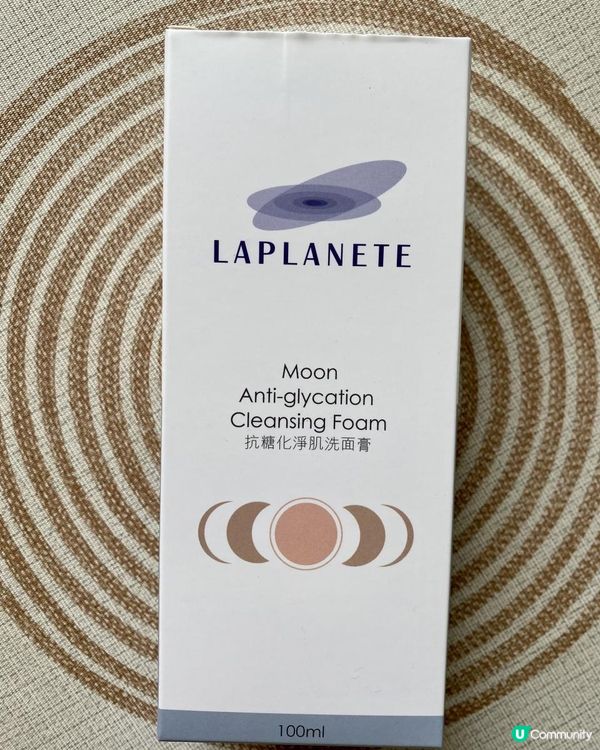 LAPLANETE
Moon
Anti-glycation
Cleansing Foam
抗糖化淨肌洗面膏
100ml
U Community